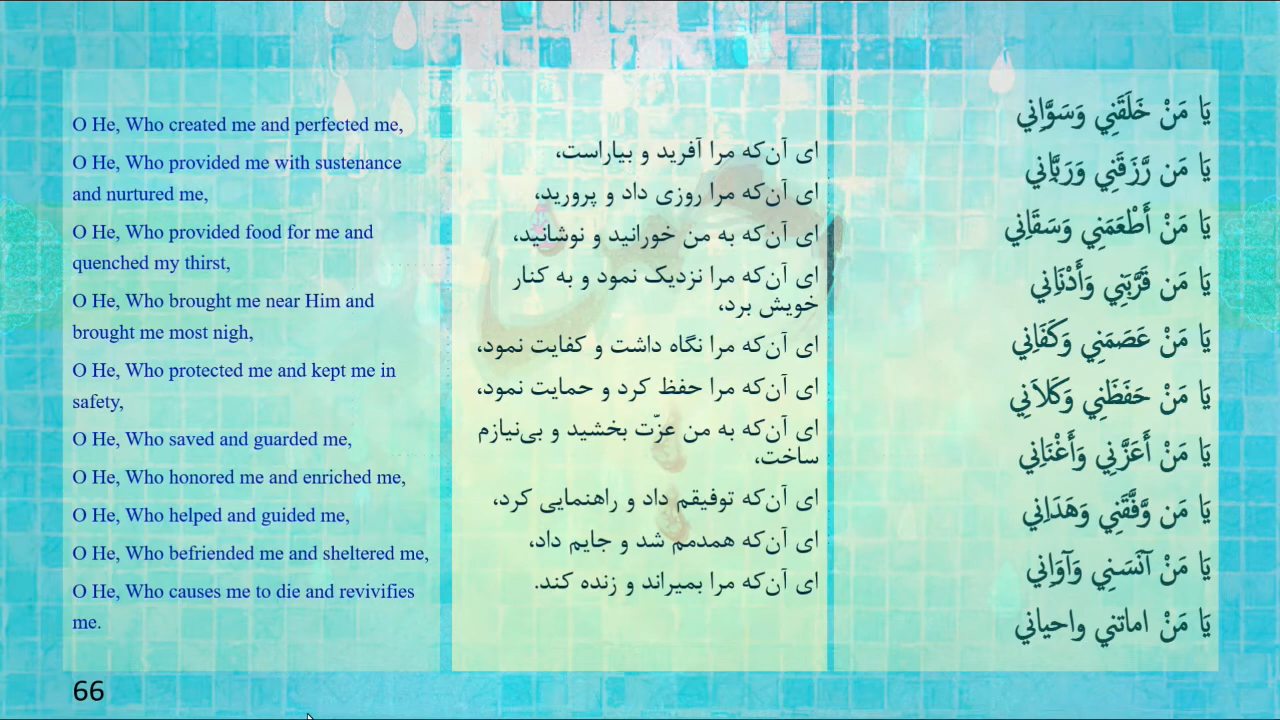 O He, Who created me and perfected me,
O He, Who provided me with sustenance
and nurtured me,
O He, Who provided food for me and
quenched my thirst,
O He, Who brought me near Him and
brought me most nigh,
O He, Who protected me and kept me in
safety,
O He, Who saved and guarded me,
O He, Who honored me and enriched me,
O He, Who helped and guided me,
O He, Who befriended me and sheltered me,
O He, Who causes me to die and revivifies
me.
ای آن‌که مرا آفرید و بیاراست،
ای آن‌که مرا روزی داد و پرورید،
ای آن‌که به من خورانید و نوشانید،
ای آن‌که مرا نزدیک نمود و به کنار
خویش برد،
ای آن‌که مرا نگاه داشت و کفایت نمود،
ای آن‌که مرا حفظ کرد و حمایت نمود،
ای آن‌که به من عزّت بخشید و بی‌نیازم
ساخت،
ای آن‌که توفیقم داد و راهنمایی کرد،
ای آن‌که همدمم شد و جایم داد،
ای آن‌که مرا بمیراند و زنده کند.
يَا مَنْ خَلَقَنِي وَسَوَّانِي
يَا مَن رَّزَقَنِي وَرَبَّانِي
يَا مَنْ أَطْعَمَنِي وَسَقَانِي
يَا مَن قَرَّبَنِي وَأَدْنَانِي
يَا مَنْ عَصَمَنِي وَكَفَانِي
يَا مَنْ حَفَظَنِي وَكَلاَنِي
يَا مَنْ أَعَزَّنِي وَأَغْنَانِي
يَا مَن وَّفَّقَنِي وَهَدَانِي
يَا مَنْ آنَسَنِي وَآوَانِي
يَا مَنْ اماتني واحياني
66